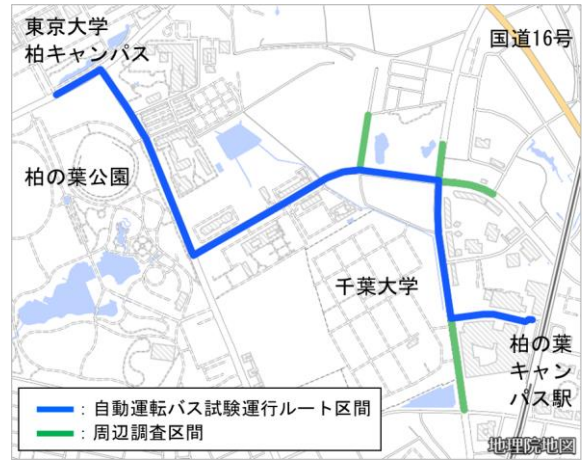 東京大学
柏キャンパス
国道16号
柏の葉公園
千葉大学
柏の葉
キャン
パス駅
：自動運転バス試験運行ルート区間
：周辺調査区間
地理院地図